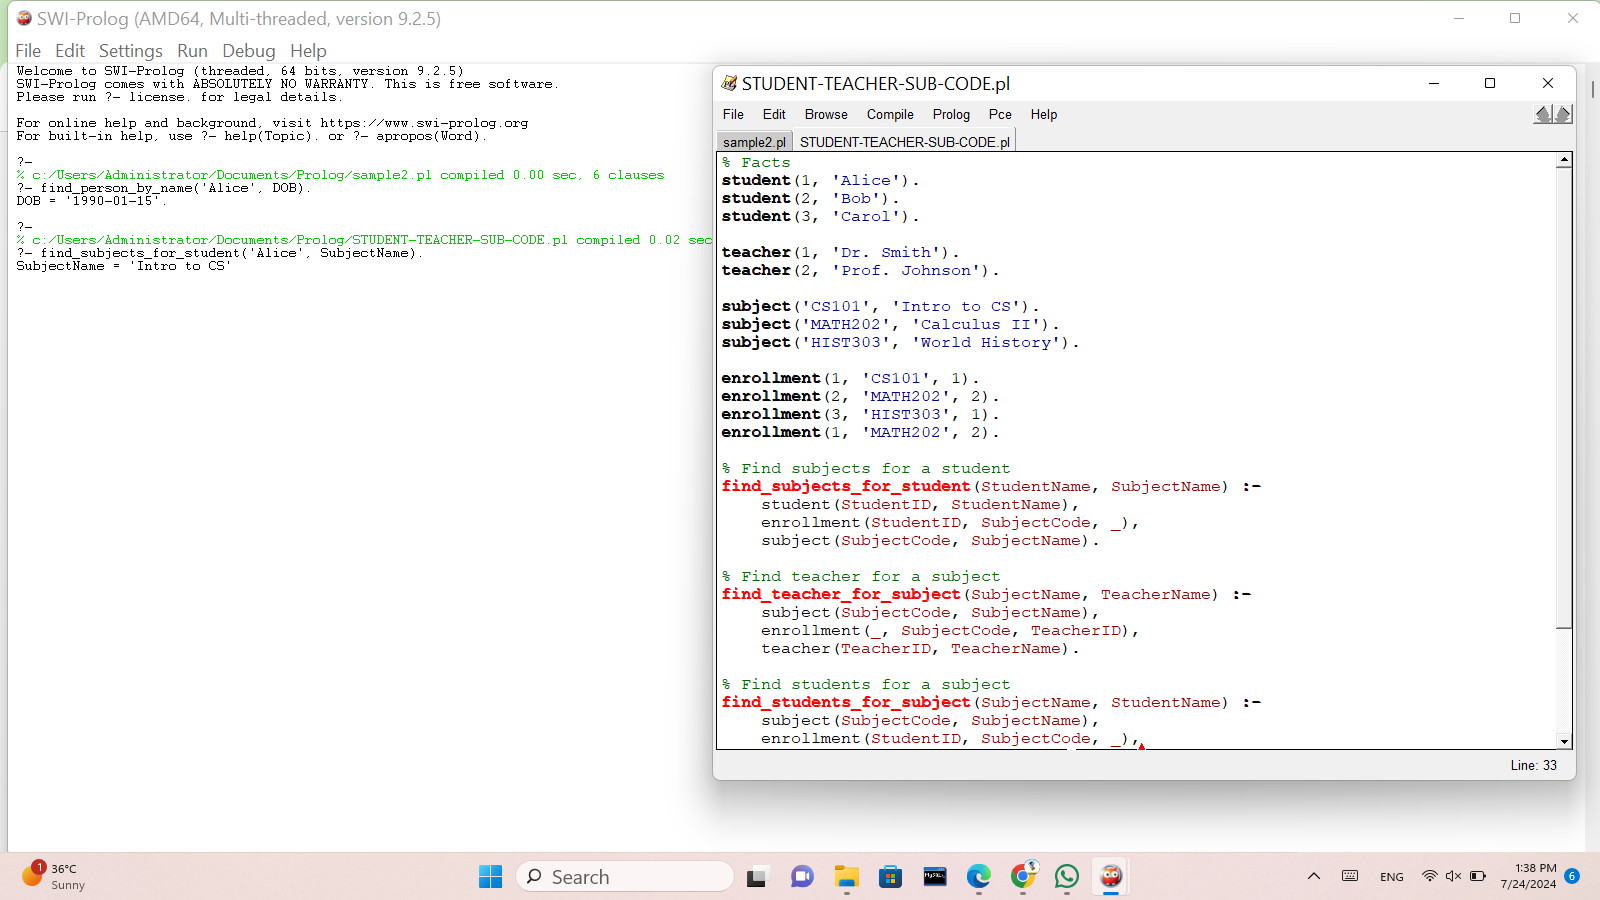 SWI-Prolog (AMD64, Multi-threaded, version 9.2.5)
File Edit Settings Run Debug Help
Welcome to SWI-Prolog (threaded, 64 bits, version 9.2.5)
SWI-Prolog comes with ABSOLUTELY NO WARRANTY. This is free software.
Please run ?- license. for legal details.
For online help and background, visit https://www.swi-prolog.org
For built-in help, use ?- help(Topic). or ?- apropos(Word).
?-
% c:/Users/Administrator/Documents/Prolog/sample2.pl compiled 0.00 sec, 6 clauses
?- find_person_by_name('Alice', DOB).
DOB = '1990-01-15'.
?-
% c:/Users/Administrator/Documents/Prolog/STUDENT-TEACHER-SUB-CODE.pl compiled 0.02 sec
?- find_subjects_for_student('Alice', SubjectName).
SubjectName = 'Intro to CS'
STUDENT-TEACHER-SUB-CODE.pl
File Edit Browse Compile Prolog Pce Help
sample2.pl STUDENT-TEACHER-SUB-CODE.pl
% Facts
student(1, 'Alice').
student(2, 'Bob').
student(3, 'Carol').
teacher(1, 'Dr. Smith').
teacher(2, 'Prof. Johnson').
subject('CS101', 'Intro to CS').
subject('MATH202', 'Calculus II').
subject('HIST303', 'World History').
enrollment(1, 'CS101', 1).
enrollment(2, 'MATH202', 2).
enrollment(3, 'HIST303', 1).
enrollment(1, 'MATH202', 2).
% Find subjects for a student
find_subjects_for_student(StudentName, SubjectName) :-
    student(StudentID, StudentName),
    enrollment(StudentID, SubjectCode, _),
    subject(SubjectCode, SubjectName).
% Find teacher for a subject
find_teacher_for_subject(SubjectName, TeacherName) :-
    subject(SubjectCode, SubjectName),
    enrollment(_, SubjectCode, TeacherID),
    teacher(TeacherID, TeacherName).
% Find students for a subject
find_students_for_subject(SubjectName, StudentName) :-
    subject(SubjectCode, SubjectName),
    enrollment(StudentID, SubjectCode, _),
Line: 33
1
36°C
Sunny
Search
MySQL
ENG
1:38 PM
7/24/2024
6